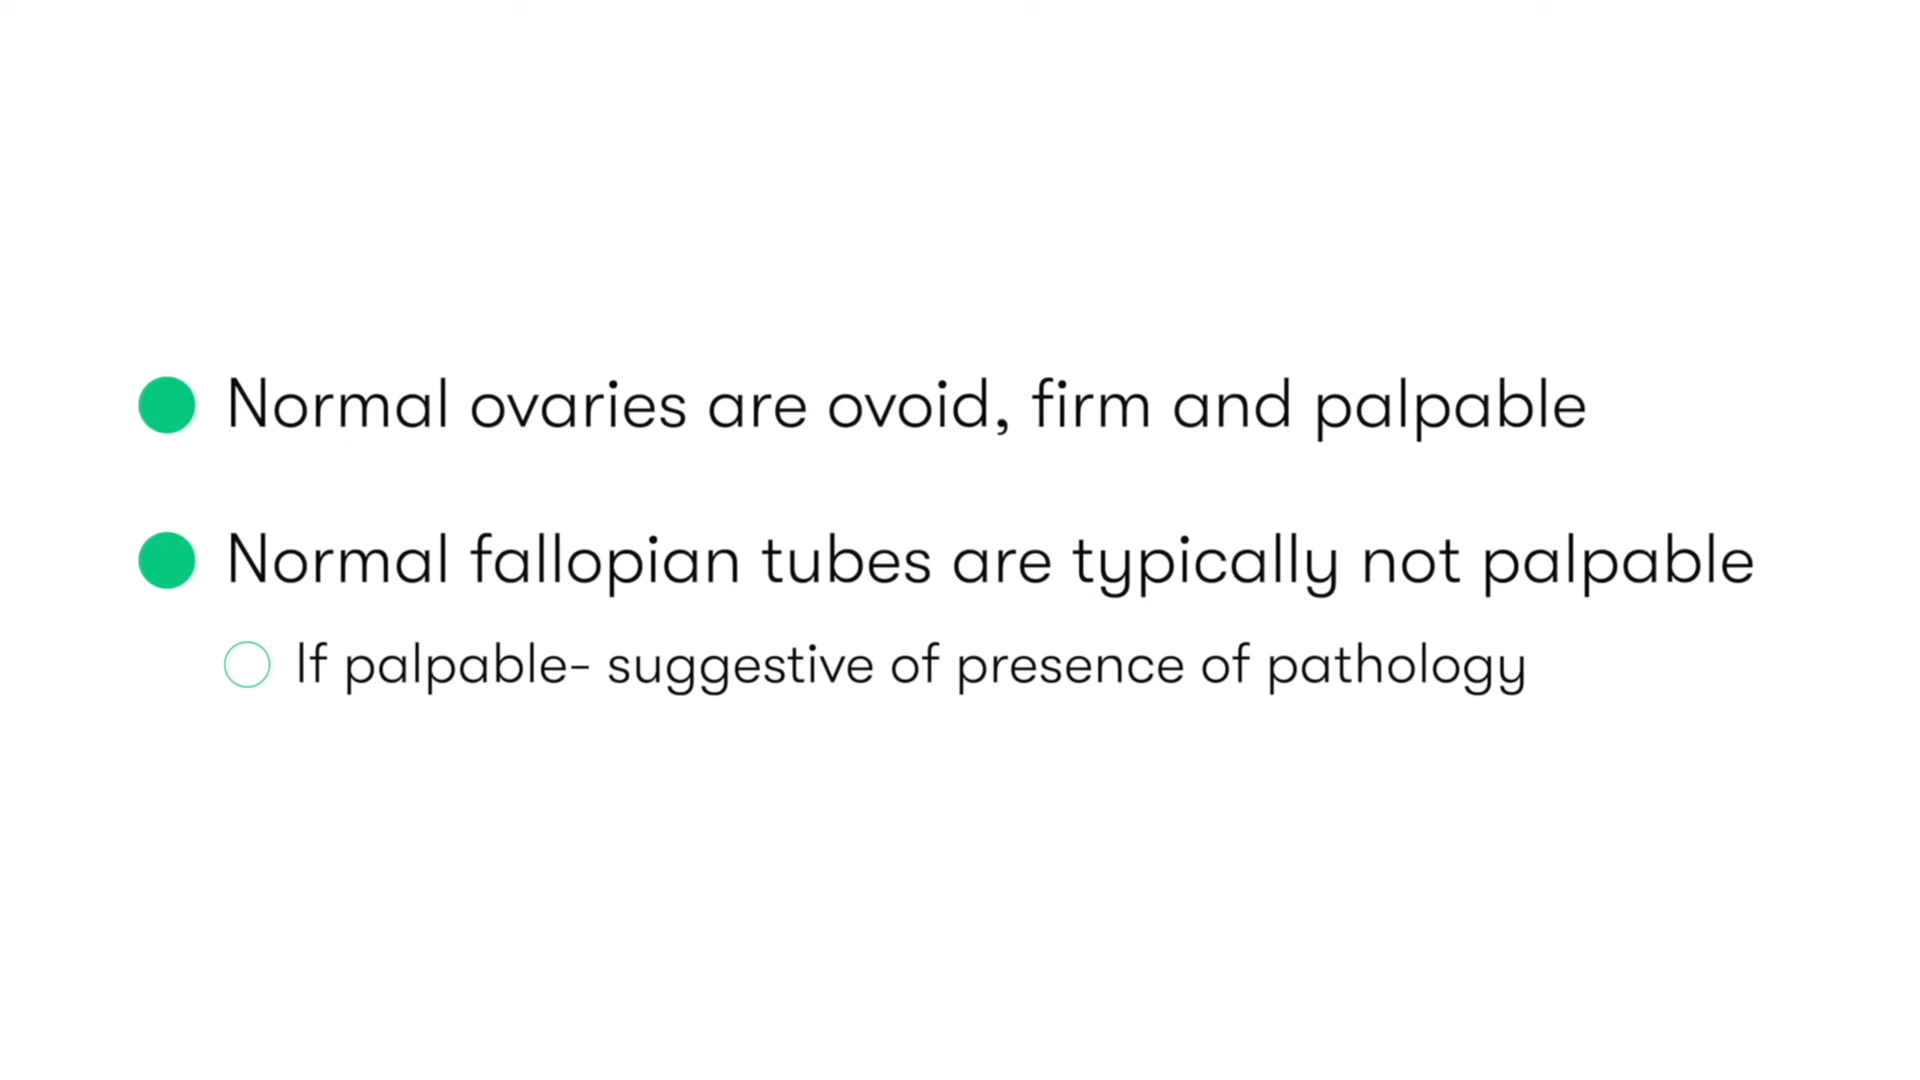 Normal ovaries are ovoid, firm and palpable
Normal fallopian tubes are typically not palpable
If palpable- suggestive of presence of pathology